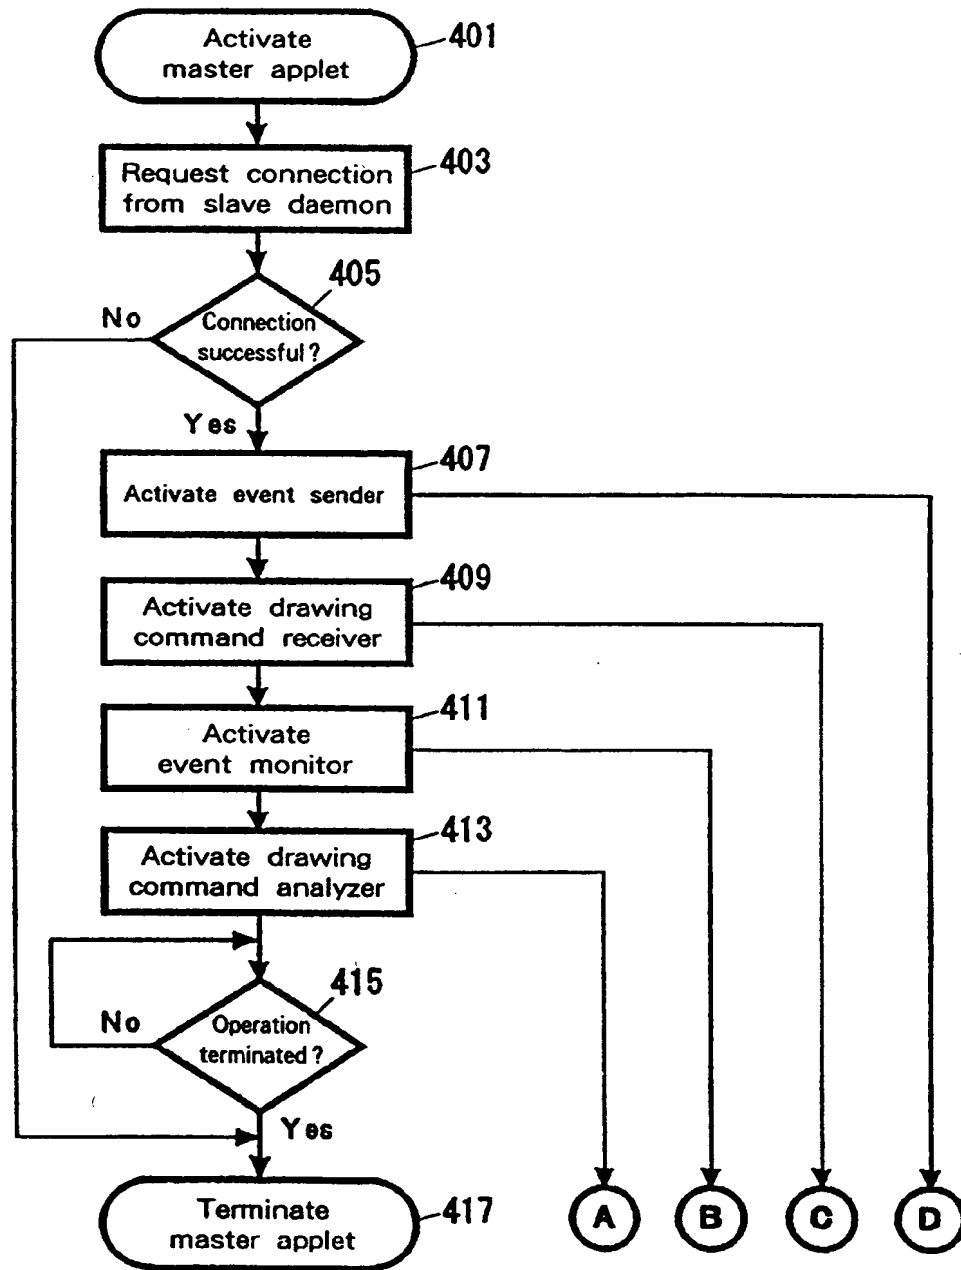 Activate
master applet
401
Request connection
from slave daemon
403
405
No
Connection
successful?
Yes
407
Activate event sender
409
Activate drawing
command receiver
411
Activate
event monitor
413
Activate drawing
command analyzer
415
No
Operation
terminated?
Yes
Terminate
master applet
417
A
B
C
D